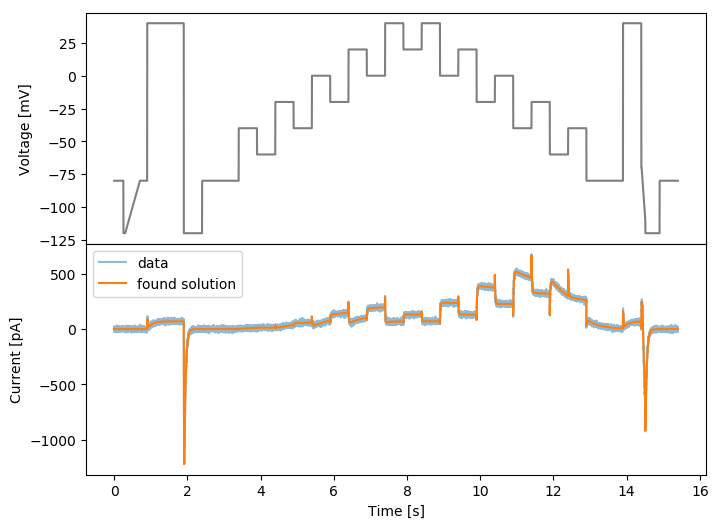 25
0
−25
−50
−75
−100
−125
Voltage [mV]
data
found solution
500
0
−500
−1000
Current [pA]
0 2 4 6 8 10 12 14 16
Time [s]